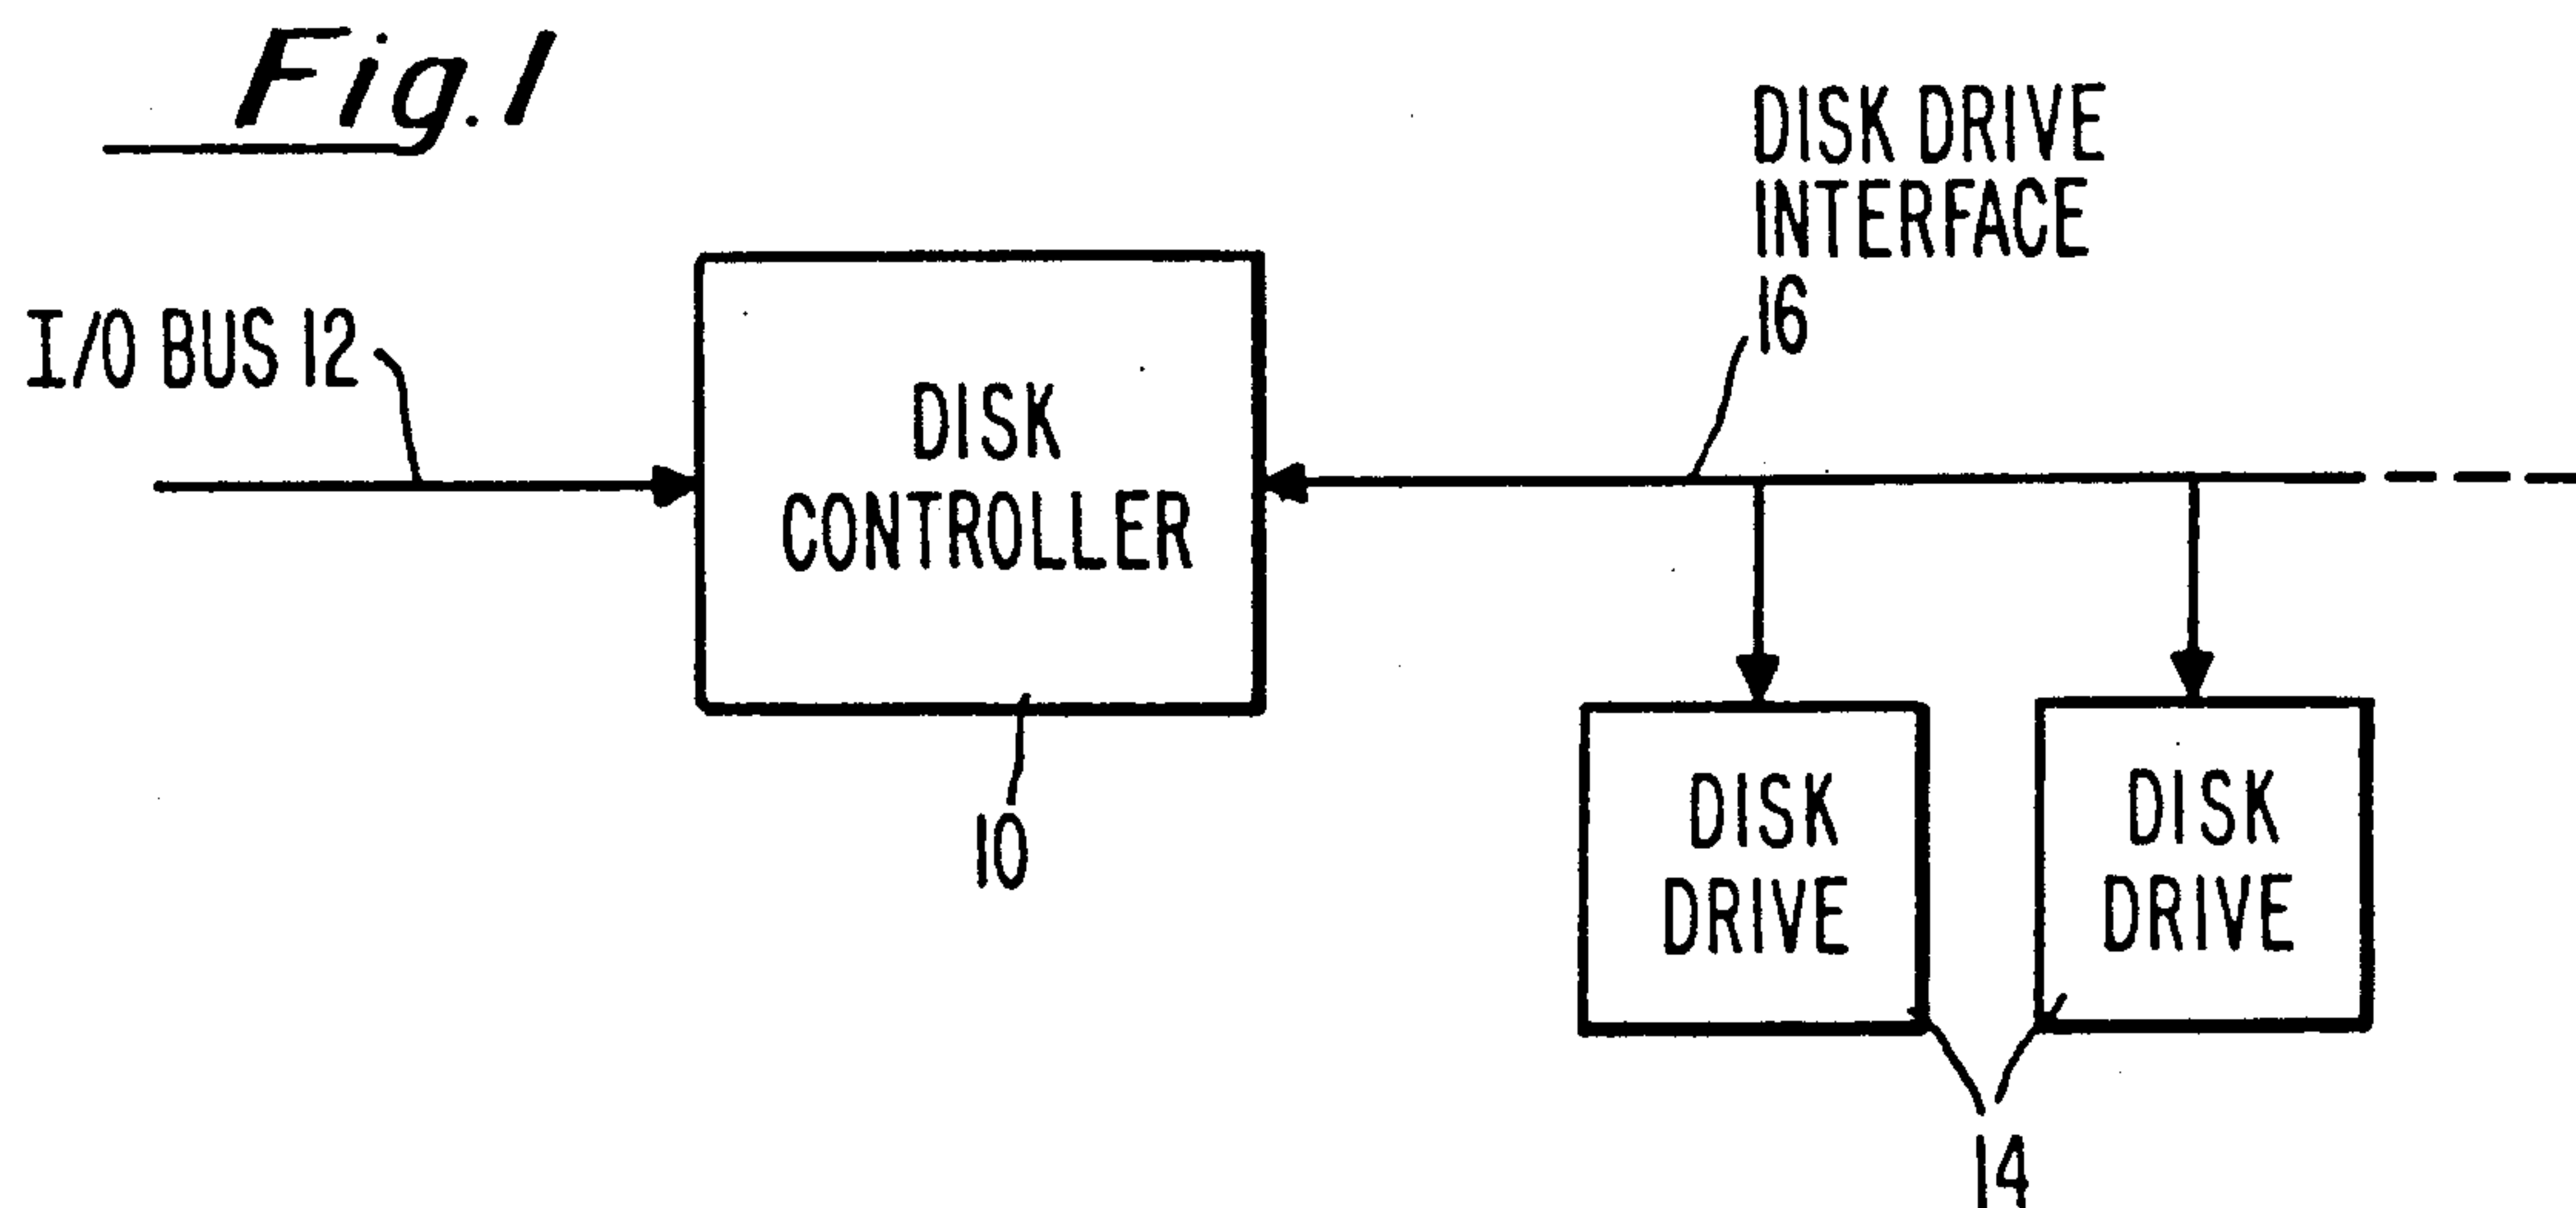 Fig. 1
DISK DRIVE
INTERFACE
16
I/O BUS 12
DISK
CONTROLLER
10
DISK
DRIVE
DISK
DRIVE
14